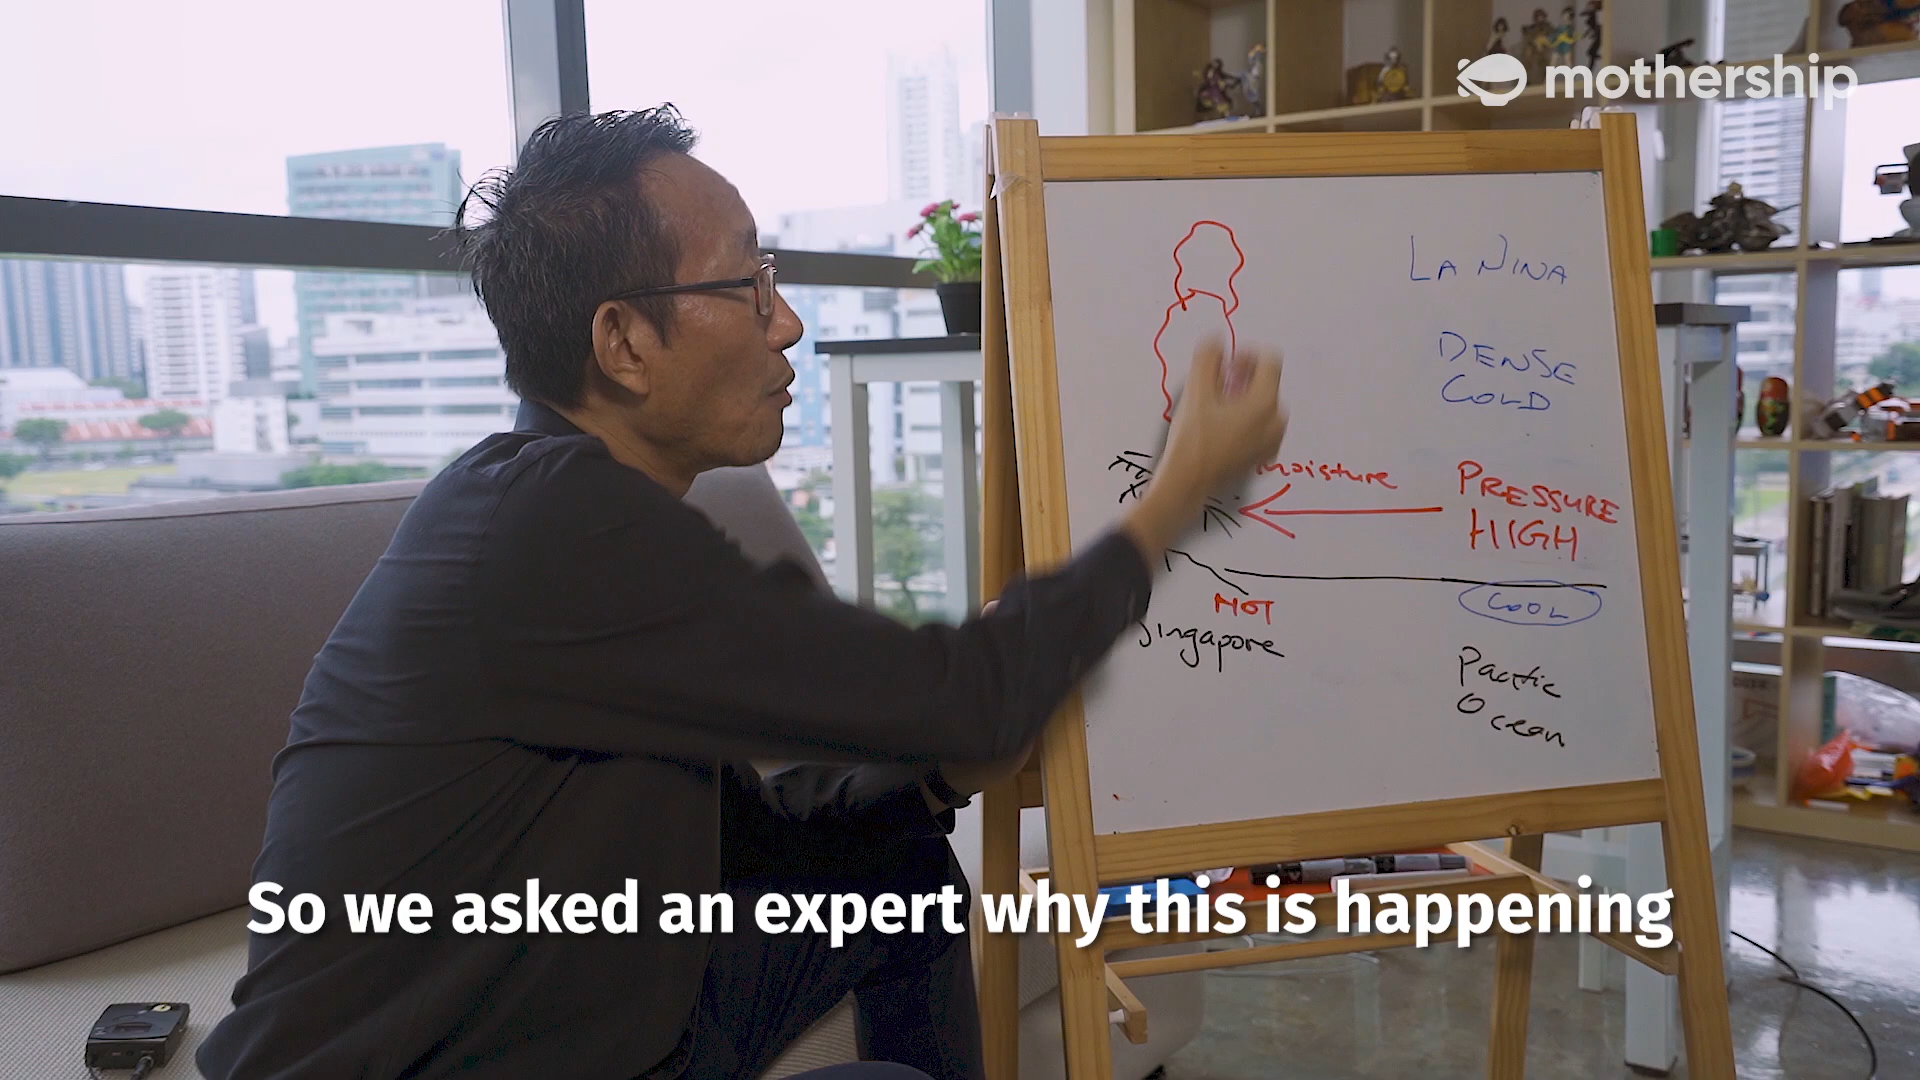 mothership
LA NINA
DENSE
COLD
moisture
PRESSURE
HIGH
HOT
COOL
Singapore
Pacific
Ocean
So we asked an expert why this is happening